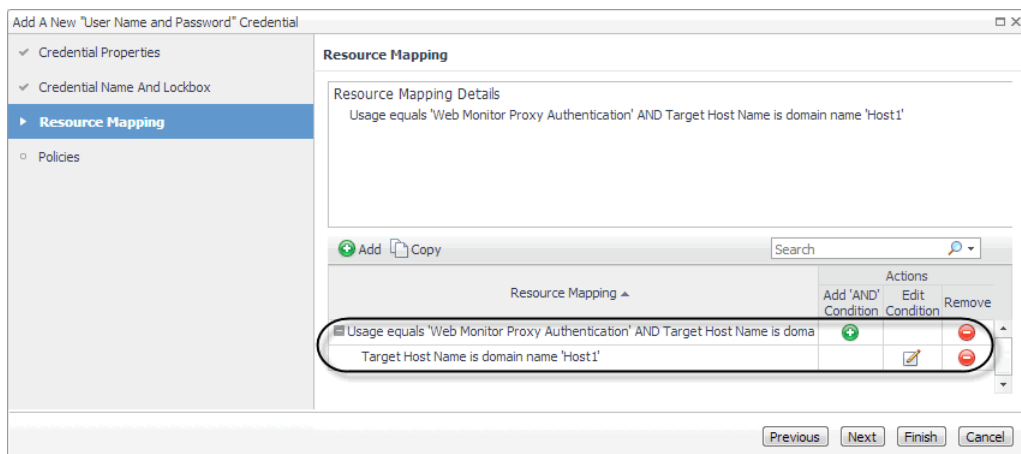 Add A New "User Name and Password" Credential
Credential Properties
Credential Name And Lockbox
Resource Mapping
Policies
Resource Mapping
Resource Mapping Details
Usage equals 'Web Monitor Proxy Authentication' AND Target Host Name is domain name 'Host1'
Add Copy Search
Resource Mapping
Actions
Add 'AND' Condition
Edit Condition
Remove
Usage equals 'Web Monitor Proxy Authentication' AND Target Host Name is doma
Target Host Name is domain name 'Host1'
Previous Next Finish Cancel